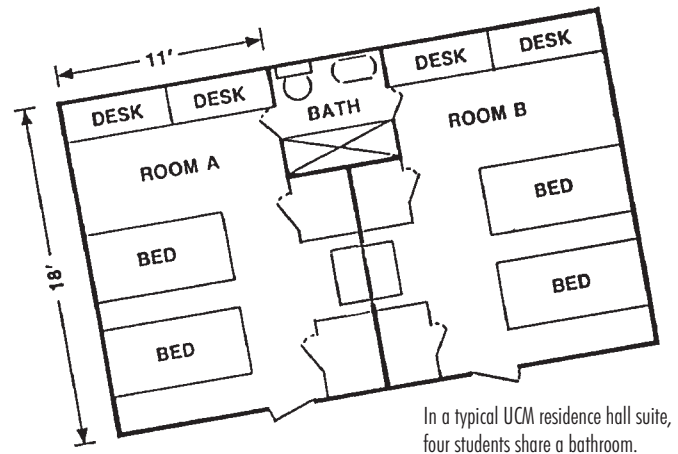 11'
DESK
DESK
BATH
DESK
DESK
ROOM A
ROOM B
18'
BED
BED
BED
BED
In a typical UCM residence hall suite,
four students share a bathroom.